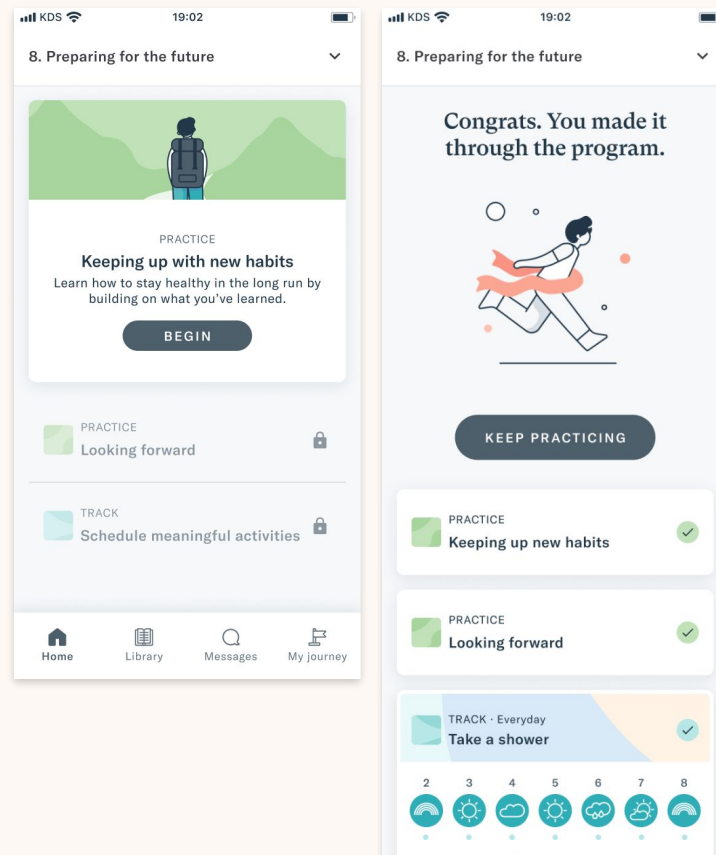 KDS
19:02
8. Preparing for the future
PRACTICE
Keeping up with new habits
Learn how to stay healthy in the long run by
building on what you've learned.
BEGIN
PRACTICE
Looking forward
TRACK
Schedule meaningful activities
Home
Library
Messages
My journey
KDS
19:02
8. Preparing for the future
Congrats. You made it
through the program.
KEEP PRACTICING
PRACTICE
Keeping up new habits
PRACTICE
Looking forward
TRACK · Everyday
Take a shower
2 3 4 5 6 7 8